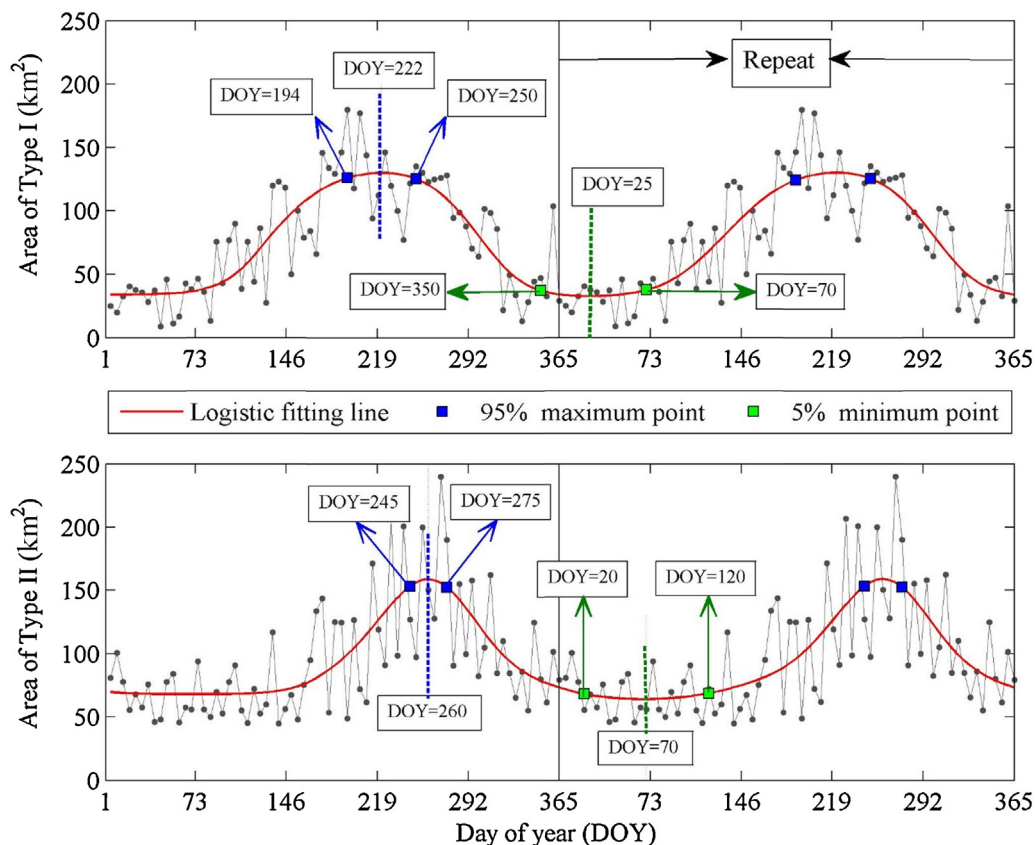 250
200
150
100
50
0
Area of Type I (km²)
DOY=222
DOY=194
DOY=250
Repeat
DOY=25
DOY=350
DOY=70
1 73 146 219 292 365 73 146 219 292 365
Logistic fitting line 95% maximum point 5% minimum point
250
200
150
100
50
0
Area of Type II (km²)
DOY=245
DOY=275
DOY=20
DOY=120
DOY=260
DOY=70
1 73 146 219 292 365 73 146 219 292 365
Day of year (DOY)